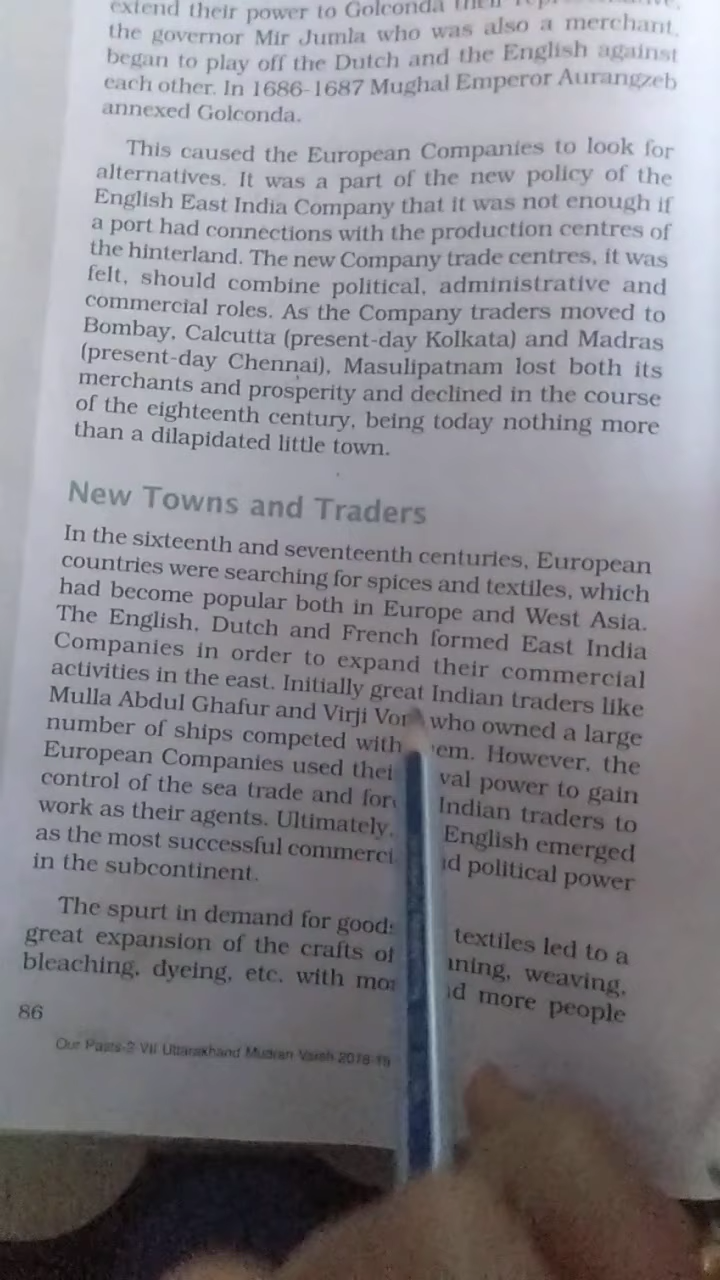 extend their power to Golconda their
the governor Mir Jumla who was also a merchant,
began to play off the Dutch and the English against
each other. In 1686-1687 Mughal Emperor Aurangzeb
annexed Golconda.
This caused the European Companies to look for
alternatives. It was a part of the new policy of the
English East India Company that it was not enough if
a port had connections with the production centres of
the hinterland. The new Company trade centres, it was
felt, should combine political, administrative and
commercial roles. As the Company traders moved to
Bombay, Calcutta (present-day Kolkata) and Madras
(present-day Chennai), Masulipatnam lost both its
merchants and prosperity and declined in the course
of the eighteenth century, being today nothing more
than a dilapidated little town.
New Towns and Traders
In the sixteenth and seventeenth centuries, European
countries were searching for spices and textiles, which
had become popular both in Europe and West Asia.
The English, Dutch and French formed East India
Companies in order to expand their commercial
activities in the east. Initially great Indian traders like
Mulla Abdul Ghafur and Virji Vora who owned a large
number of ships competed with However, the
European Companies used power to gain
control of the sea trade and Indian traders to
work as their agents. Ultimately, English emerged
as the most successful political power
in the subcontinent.
The spurt in demand for textiles led to a
great expansion of the crafts of weaving,
bleaching, dyeing, etc. with more people
86
Our Pasts-2 VII Uttarakhand Mudran Varsh 2018-19